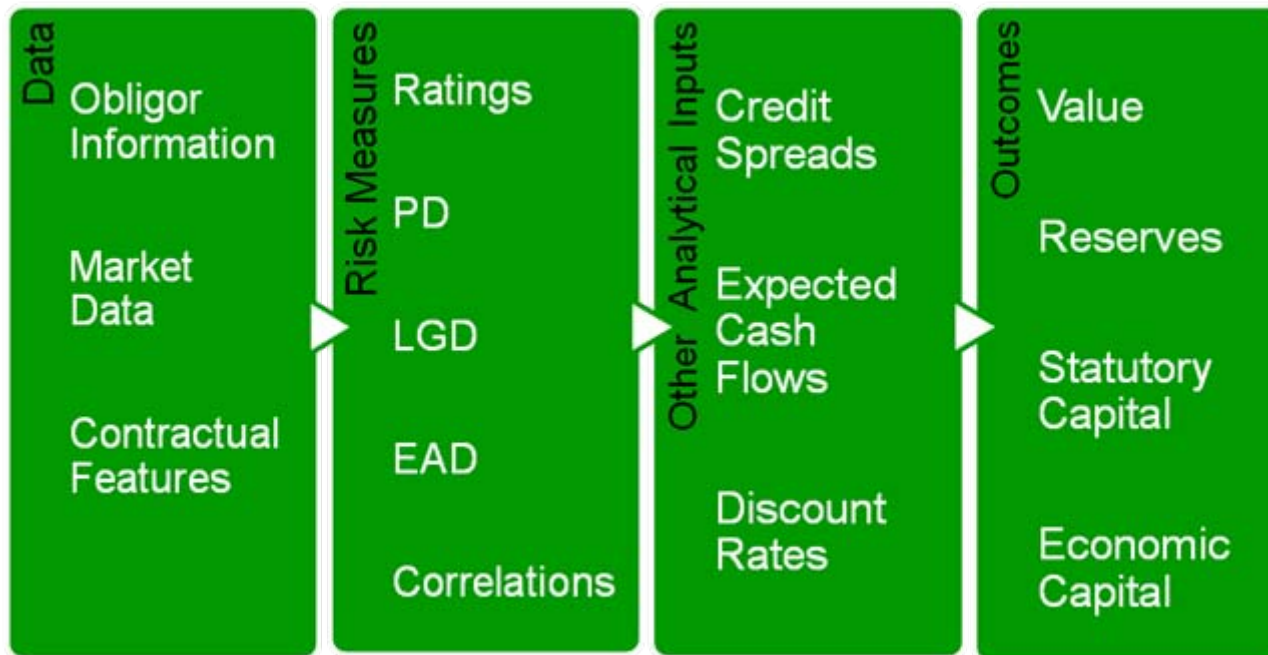 Data
Obligor
Information
Market
Data
Contractual
Features
Risk Measures
Ratings
PD
LGD
EAD
Correlations
Other Analytical Inputs
Credit
Spreads
Expected
Cash
Flows
Discount
Rates
Outcomes
Value
Reserves
Statutory
Capital
Economic
Capital